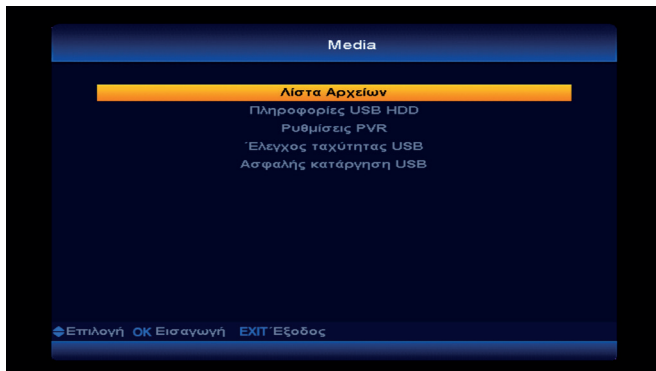 Media
Λίστα Αρχείων
Πληροφορίες USB HDD
Ρυθμίσεις PVR
Έλεγχος ταχύτητας USB
Ασφαλής κατάργηση USB
Επιλογή OK Εισαγωγή EXIT Έξοδος